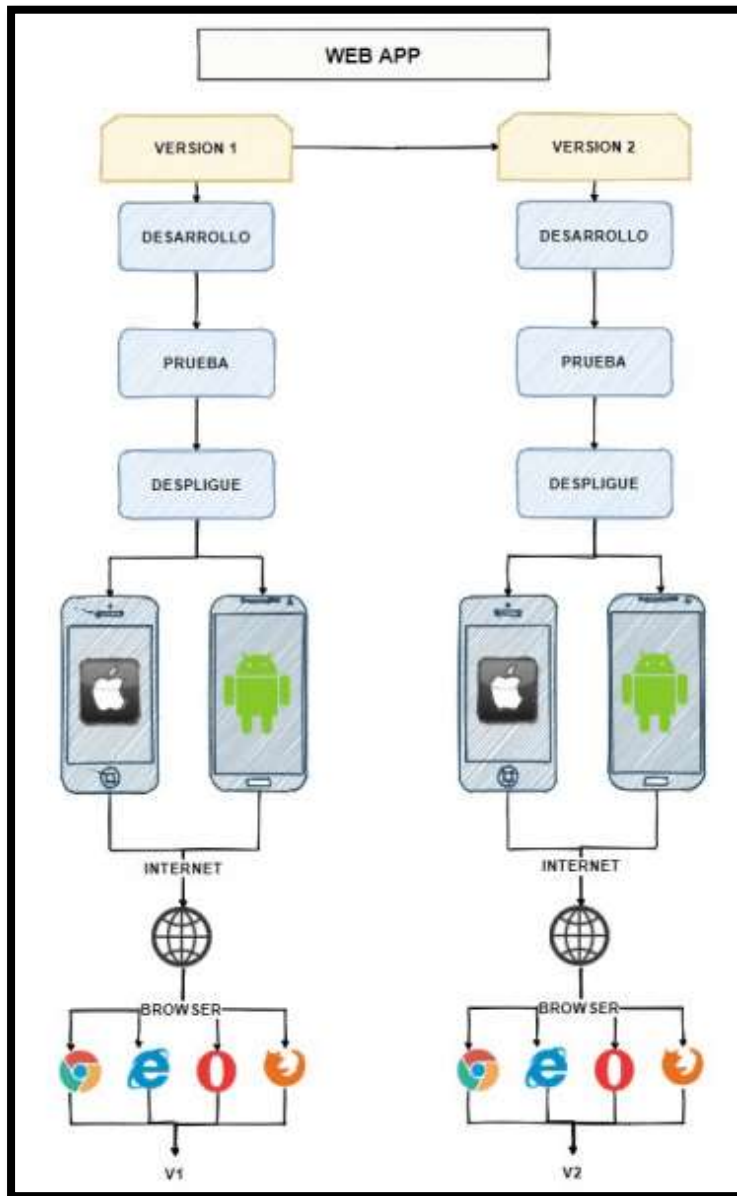 WEB APP
VERSION 1
VERSION 2
DESARROLLO
DESARROLLO
PRUEBA
PRUEBA
DESPLIGUE
DESPLIGUE
INTERNET
INTERNET
BROWSER
BROWSER
V1
V2